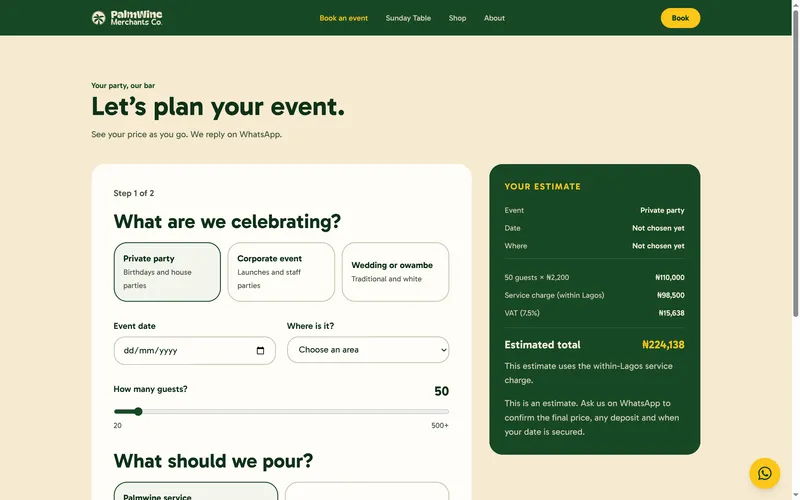 PalmWine
Merchants Co.
Book an event
Sunday Table
Shop
About
Book
Your party, our bar
Let’s plan your event.
See your price as you go. We reply on WhatsApp.
Step 1 of 2
What are we celebrating?
Private party
Birthdays and house
parties
Corporate event
Launches and staff
parties
Wedding or owambe
Traditional and white
Event date
dd/mm/yyyy
Where is it?
Choose an area
How many guests?
50
20
500+
What should we pour?
Palmwine service
YOUR ESTIMATE
Event Private party
Date Not chosen yet
Where Not chosen yet
50 guests × ₦2,200 ₦110,000
Service charge (within Lagos) ₦98,500
VAT (7.5%) ₦15,638
Estimated total ₦224,138
This estimate uses the within-Lagos service
charge.
This is an estimate. Ask us on WhatsApp to
confirm the final price, any deposit and when
your date is secured.